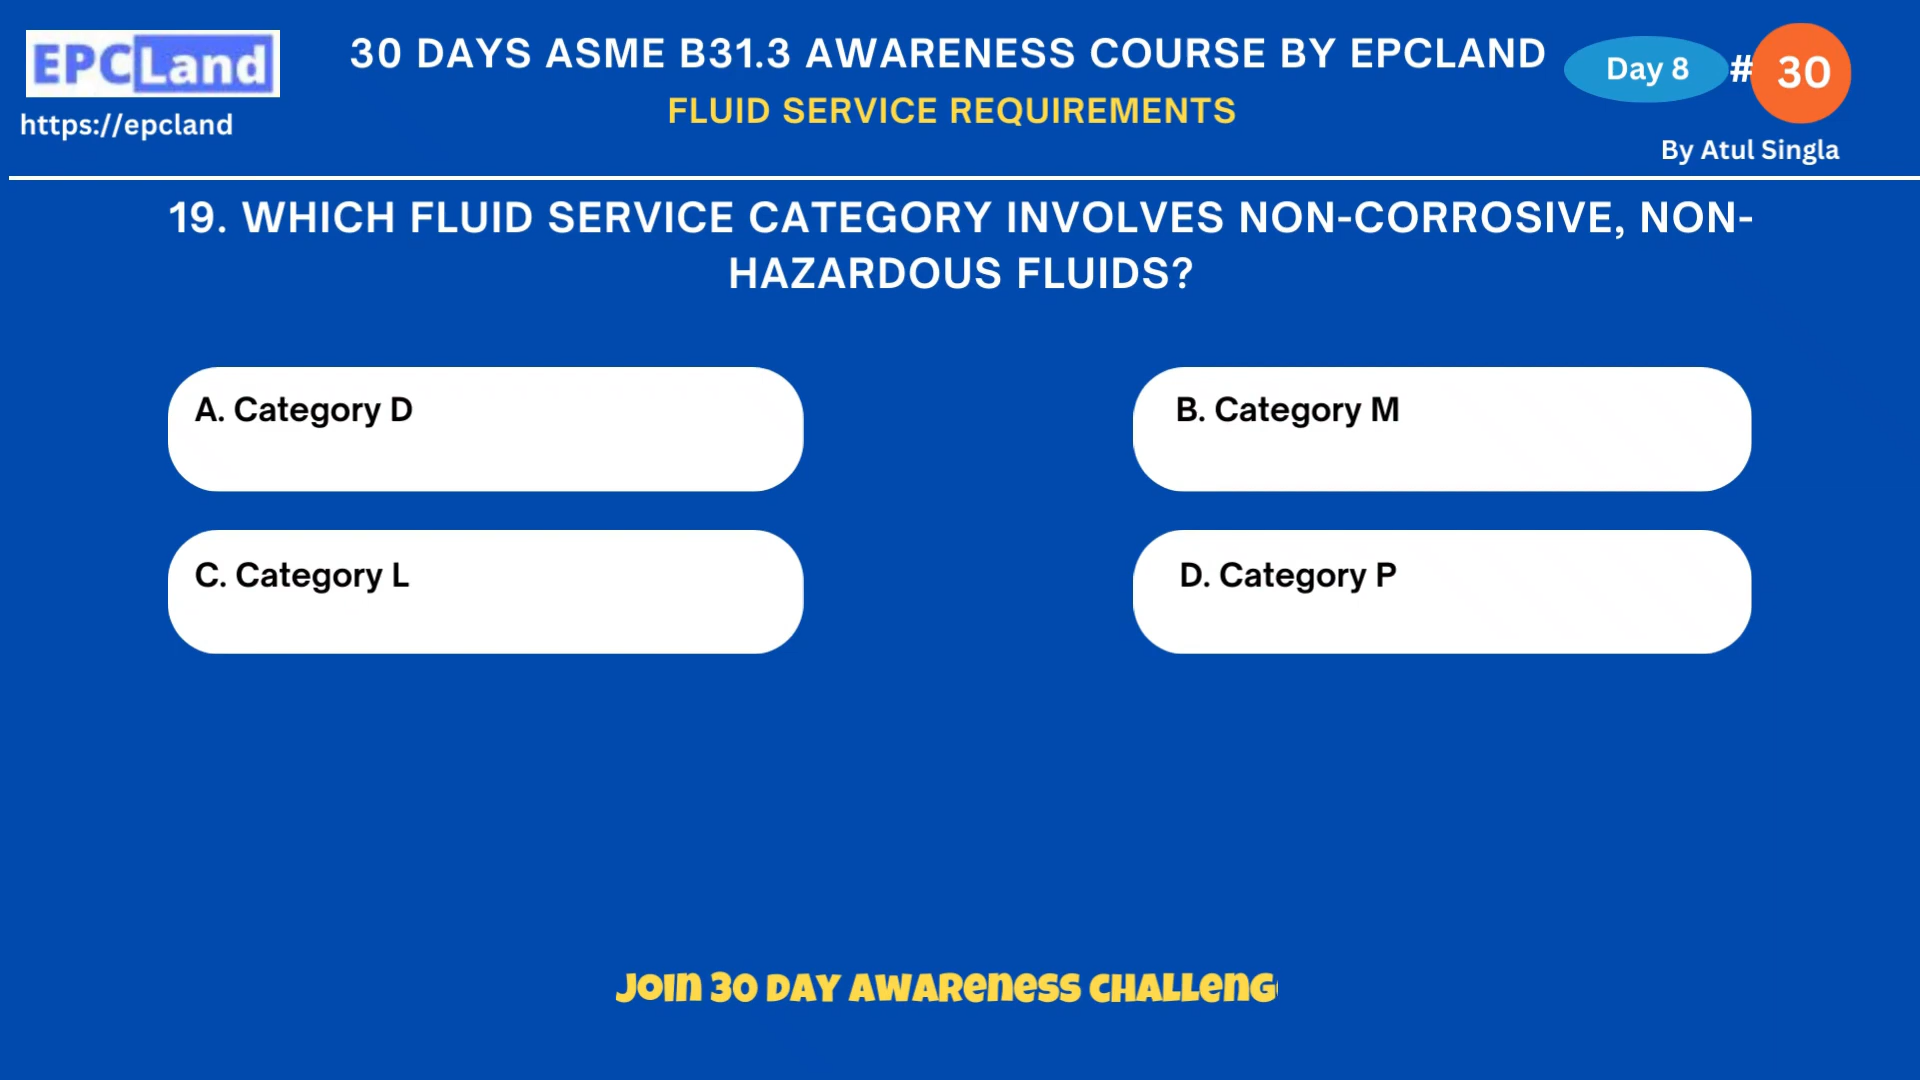 EPCLand
https://epcland
30 DAYS ASME B31.3 AWARENESS COURSE BY EPCLAND
FLUID SERVICE REQUIREMENTS
Day 8 # 30
By Atul Singla
19. WHICH FLUID SERVICE CATEGORY INVOLVES NON-CORROSIVE, NON-
HAZARDOUS FLUIDS?
A. Category D
B. Category M
C. Category L
D. Category P
Join 30 Day Awareness Challeng